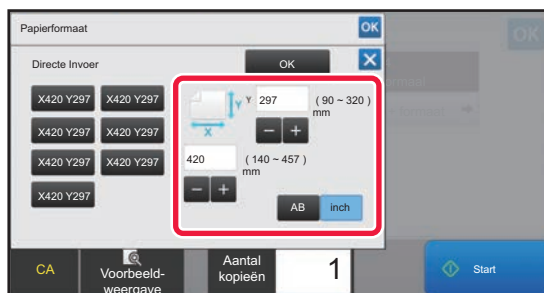 Papierformaat
OK
Directe Invoer
OK
X420 Y297
X420 Y297
X420 Y297
X420 Y297
X420 Y297
X420 Y297
X420 Y297
Y
X
Y
297
( 90 ~ 320 )
mm
420
( 140 ~ 457 )
mm
AB
inch
OK
CA
Voorbeeld-
weergave
Aantal
kopieën
1
Start